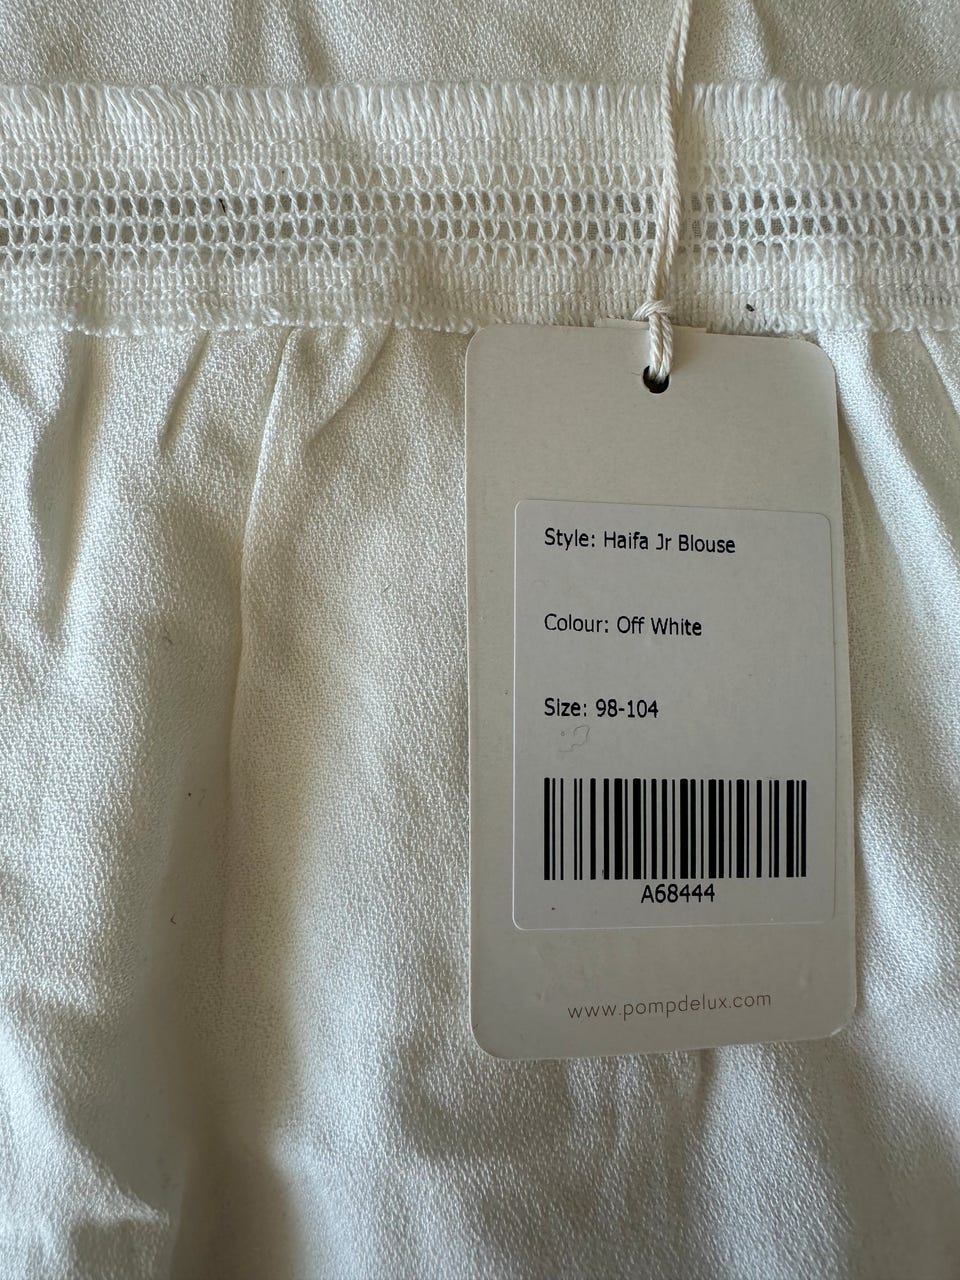 Style: Haifa Jr Blouse
Colour: Off White
Size: 98-104
A68444
www.pompdelux.com